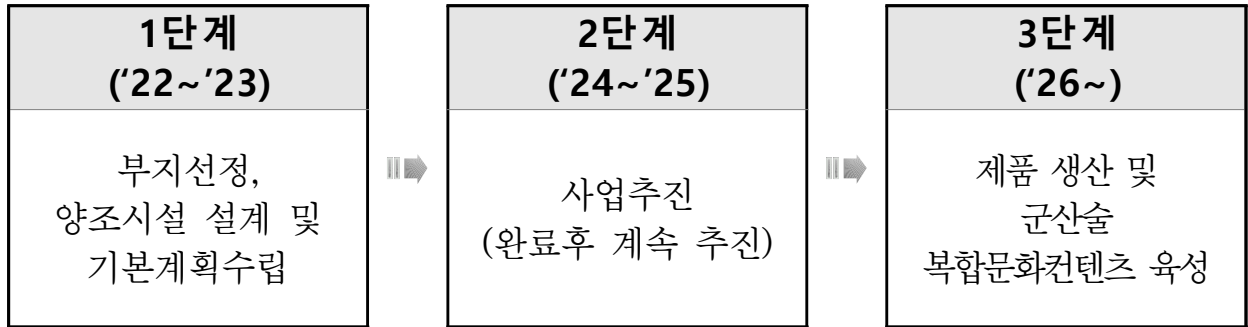 1단계
(‘22~’23)
부지선정,
양조시설 설계 및
기본계획수립
2단계
(‘24~’25)
사업추진
(완료후 계속 추진)
3단계
(‘26~)
제품 생산 및
군산술
복합문화컨텐츠 육성